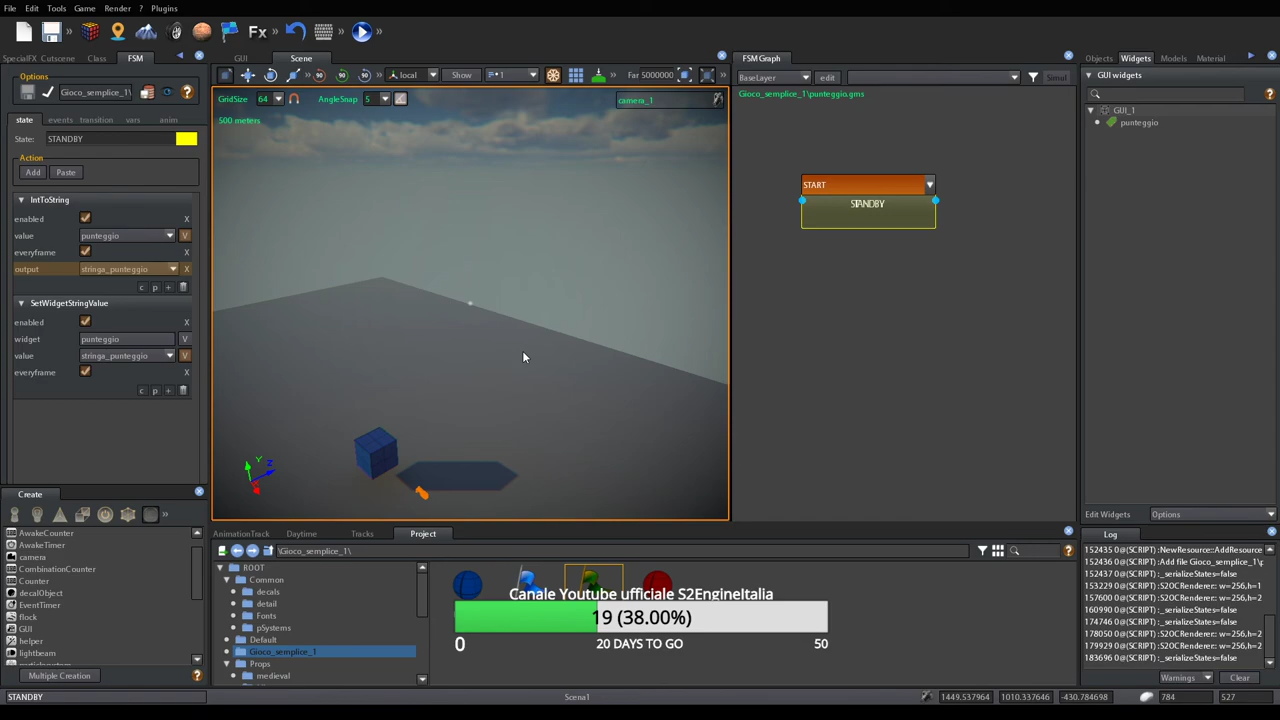 File Edit Tools Render ? Plugins
Fx
SpecialFX Cutscene Class FSM
GUI Scene
FSM Graph
Objects Widgets Models Material
Options
Gioco_semplice_1\
state events transition vars anim
State: STANDBY
Action
Add Paste
IntToString
enabled
value punteggio V
everyframe X
output stringa_punteggio X
c p +
SetWidgetStringValue
enabled X
widget punteggio V
value stringa_punteggio V
everyframe X
c p +
90 90 90 local Show 1 Far 5000000
GridSize 64 AngleSnap 5 camera_1
500 meters
Y
Z
BaseLayer edit Simul
Gioco_semplice_1\punteggio.gms
START
STANDBY
GUI widgets
GUI_1
punteggio
Edit Widgets Options
Create
AwakeCounter
AwakeTimer
camera
CombinationCounter
Counter
decalObject
EventTimer
flock
GUI
helper
lightbeam
Multiple Creation
AnimationTrack Daytime Tracks Project
\Gioco_semplice_1\
ROOT
Common
decals
detail
Fonts
pSystems
Default
Gioco_semplice_1
Props
medieval
Canale Youtube ufficiale S2EngineItalia
19 (38.00%)
0 20 DAYS TO GO 50
Log
152435 0@(SCRIPT) :NewResource::AddResource
152436 0@(SCRIPT) :Add file Gioco_semplice_1\p
152437 0@(SCRIPT) :_serializeStates=false
153229 0@(SCRIPT) :S2OCRenderer: w=256,h=2
157600 0@(SCRIPT) :S2OCRenderer: w=256,h=2
160990 0@(SCRIPT) :_serializeStates=false
174746 0@(SCRIPT) :_serializeStates=false
178050 0@(SCRIPT) :S2OCRenderer: w=256,h=2
179929 0@(SCRIPT) :S2OCRenderer: w=256,h=2
183696 0@(SCRIPT) :_serializeStates=false
Warnings Clear
STANDBY Scena1 1449.537964 1010.337646 -430.784698 784 527